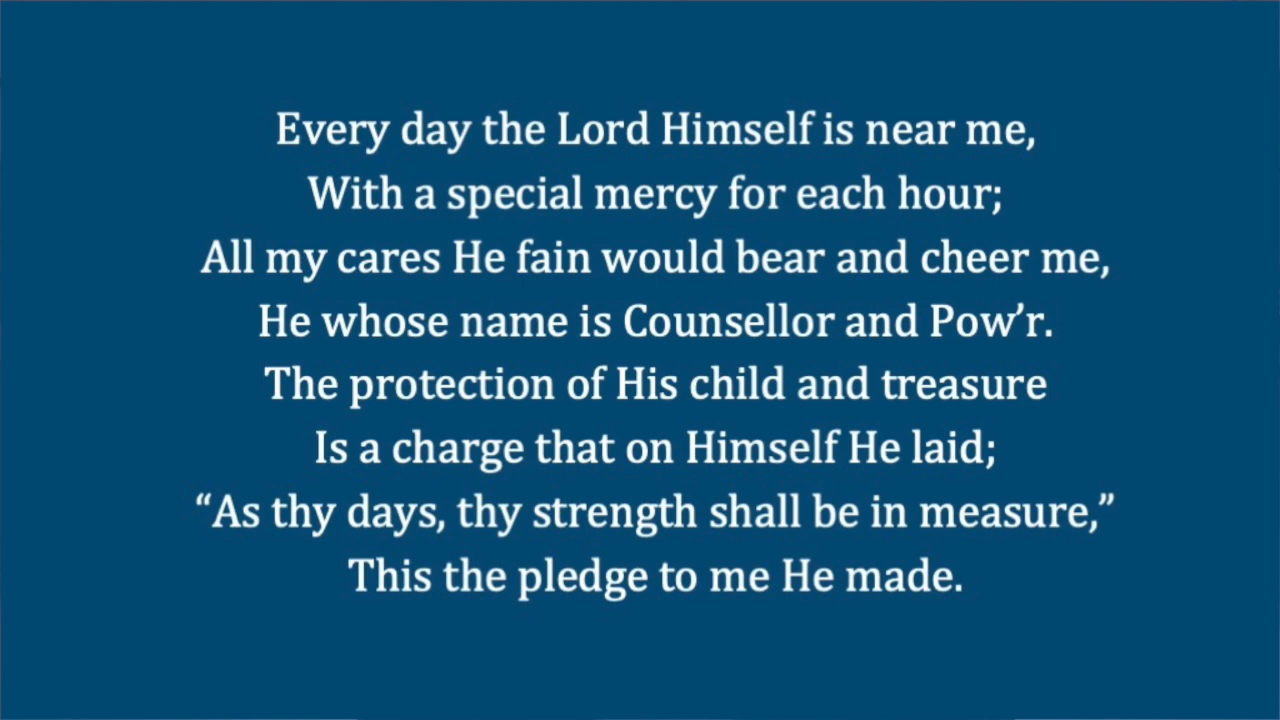 Every day the Lord Himself is near me,
With a special mercy for each hour;
All my cares He fain would bear and cheer me,
He whose name is Counsellor and Pow’r.
The protection of His child and treasure
Is a charge that on Himself He laid;
“As thy days, thy strength shall be in measure,”
This the pledge to me He made.